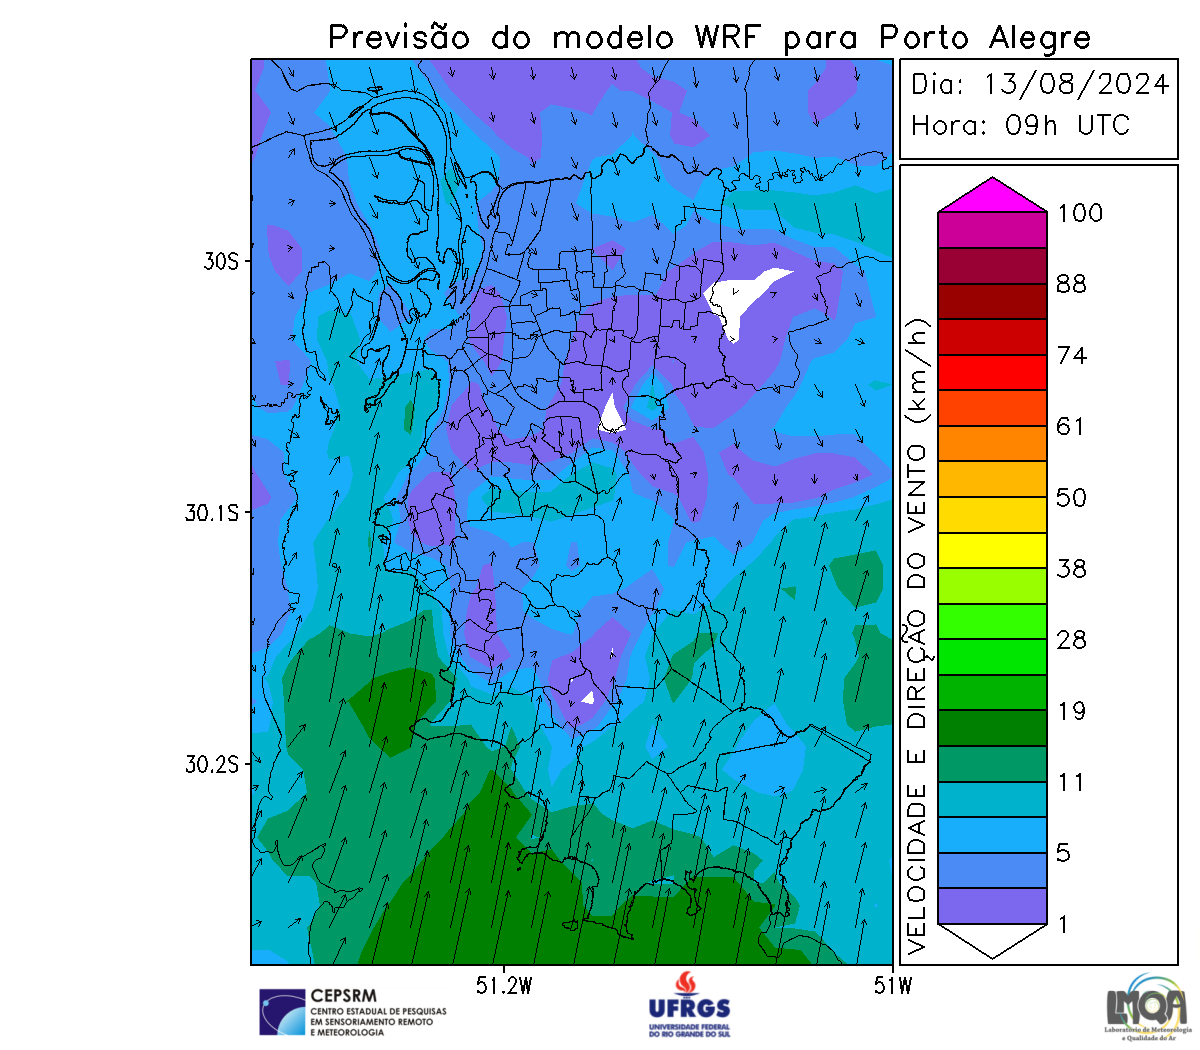 Previsão do modelo WRF para Porto Alegre
Dia: 13/08/2024
Hora: 09h UTC
30S
30.1S
30.2S
51.2W
51W
VELOCIDADE E DIREÇÃO DO VENTO (km/h)
100
88
74
61
50
38
28
19
11
5
1
CEPSRM
CENTRO ESTADUAL DE PESQUISAS
EM SENSORIAMENTO REMOTO
E METEOROLOGIA
UFRGS
UNIVERSIDADE FEDERAL
DO RIO GRANDE DO SUL
LMQA
Laboratório de Meteorologia
e Qualidade do Ar